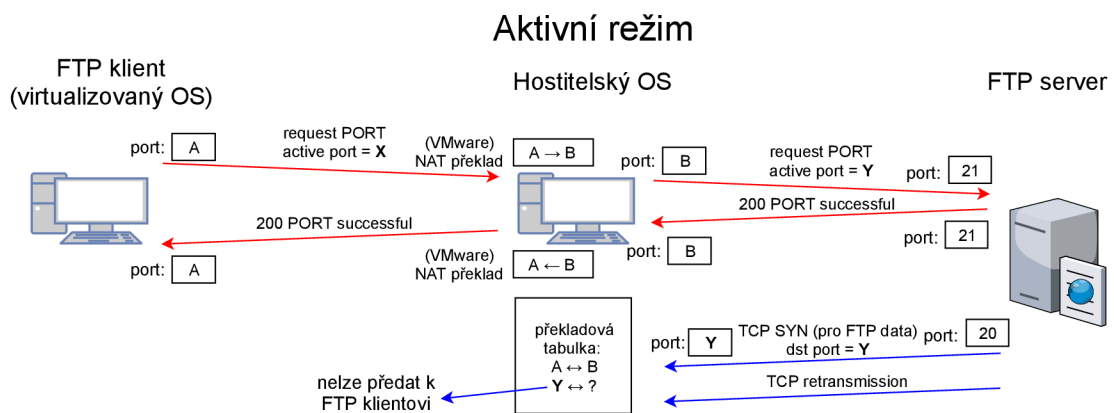 Aktivní režim
FTP klient
(virtualizovaný OS)
Hostitelský OS
FTP server
port: A
request PORT
active port = X
(VMware)
NAT překlad
A → B
port: B
request PORT
active port = Y
port: 21
200 PORT successful
200 PORT successful
port: 21
port: A
(VMware)
NAT překlad
A ← B
port: B
překladová
tabulka:
A ↔ B
Y ↔ ?
port: Y
TCP SYN (pro FTP data)
dst port = Y
port: 20
TCP retransmission
nelze předat k
FTP klientovi